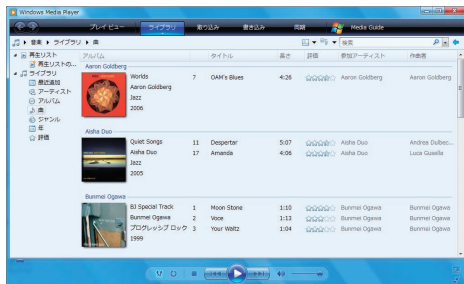 Windows Media Player
プレイ ビュー ライブラリ 取り込み 書き込み 同期 Media Guide
音楽 ▸ ライブラリ ▸ 曲 検索
再生リスト
再生リストの...
ライブラリ
最近追加
アーティスト
アルバム
曲
ジャンル
年
評価
アルバム タイトル 長さ 評価 参加アーティスト 作曲者
Aaron Goldberg
Worlds 7 OAM's Blues 4:26 Aaron Goldberg Aaron Goldberg
Aaron Goldberg
Jazz
2006
Aisha Duo
Quiet Songs 11 Despertar 5:07 Aisha Duo Andrea Dulbec...
Aisha Duo 17 Amanda 4:06 Aisha Duo Luca Gusella
Jazz
2005
Bunmei Ogawa
BJ Special Track 1 Moon Stone 1:10 Bunmei Ogawa Bunmei Ogawa
Bunmei Ogawa 2 Voce 1:13 Bunmei Ogawa Bunmei Ogawa
プログレッシブ ロック 3 Your Waltz 1:04 Bunmei Ogawa Bunmei Ogawa
1999